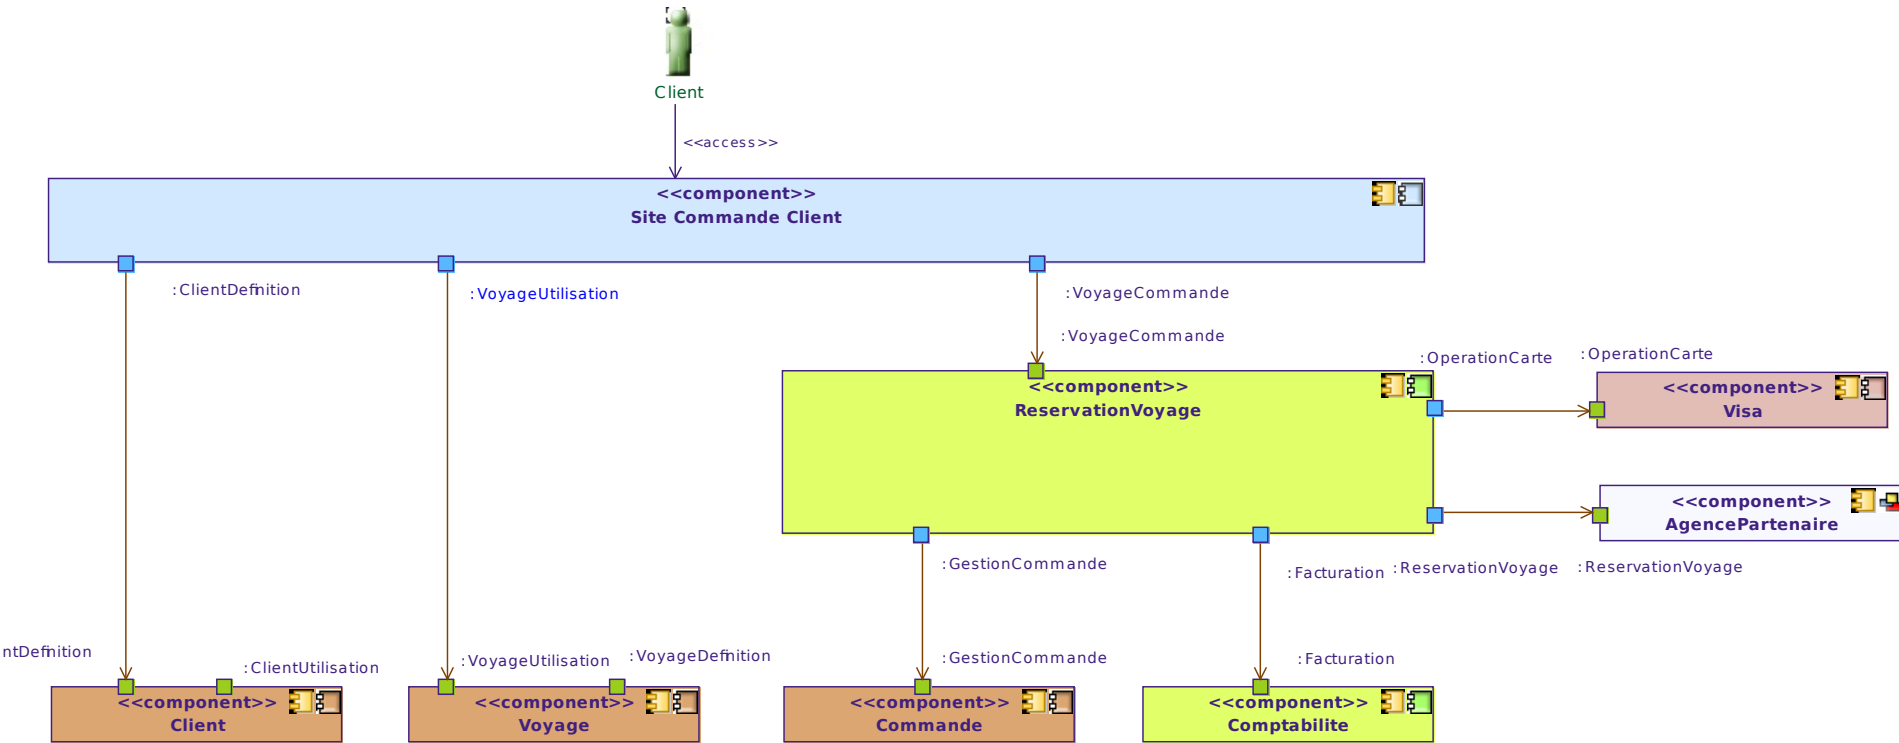 Client
<<access>>
<<component>>
Site Commande Client
:ClientDefinition
:VoyageUtilisation
:VoyageCommande
:VoyageCommande
:OperationCarte
:OperationCarte
<<component>>
ReservationVoyage
<<component>>
Visa
<<component>>
AgencePartenaire
:GestionCommande
:Facturation
:ReservationVoyage
:ReservationVoyage
ntDefinition
:ClientUtilisation
:VoyageUtilisation
:VoyageDefinition
:GestionCommande
:Facturation
<<component>>
Client
<<component>>
Voyage
<<component>>
Commande
<<component>>
Comptabilite